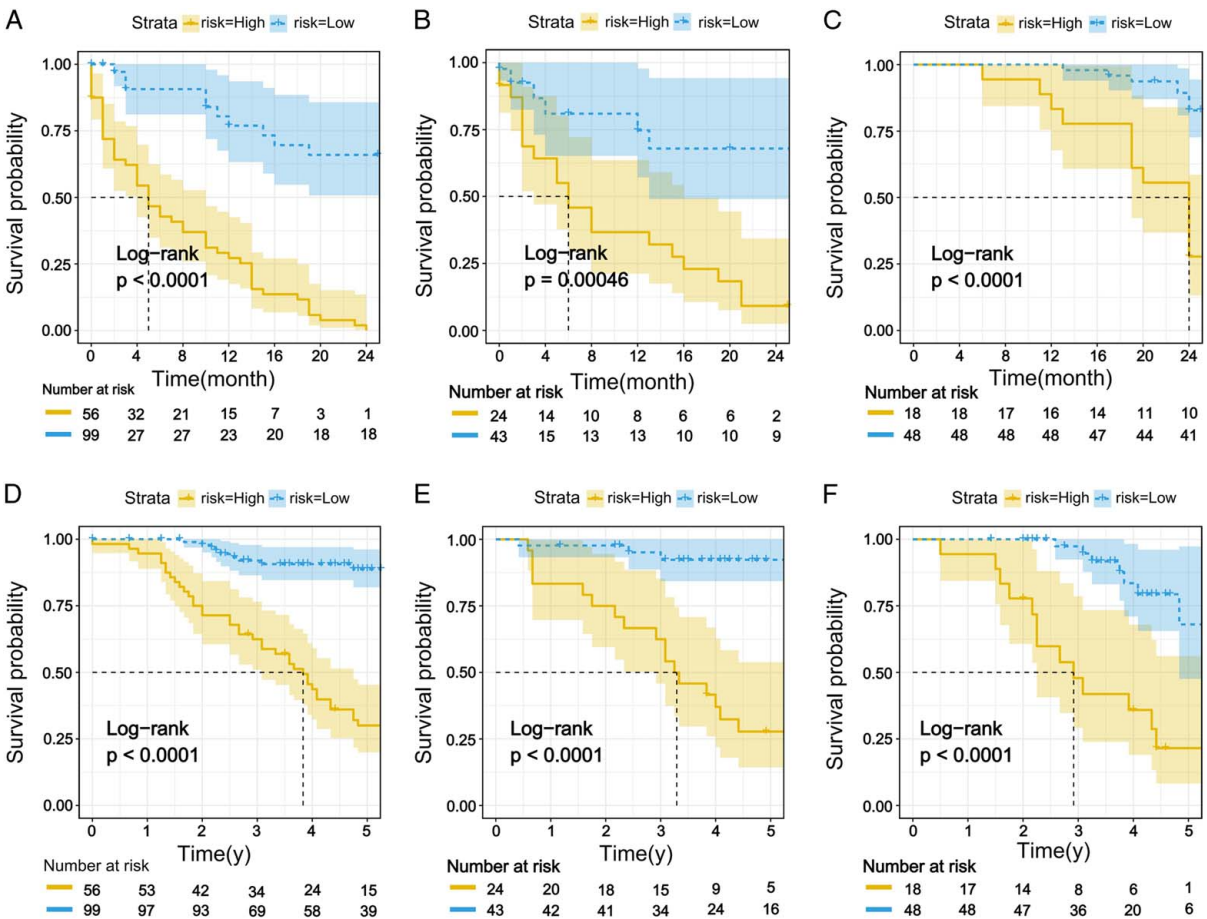 A
Strata risk=High risk=Low
Survival probability
1.00
0.75
0.50
0.25
0.00
Log-rank
p < 0.0001
0 4 8 12 16 20 24
Time(month)
Number at risk
56 32 21 15 7 3 1
99 27 27 23 20 18 18
B
Strata risk=High risk=Low
Survival probability
1.00
0.75
0.50
0.25
0.00
Log-rank
p = 0.00046
0 4 8 12 16 20 24
Time(month)
Number at risk
24 14 10 8 6 6 2
43 15 13 13 10 10 9
C
Strata risk=High risk=Low
Survival probability
1.00
0.75
0.50
0.25
0.00
Log-rank
p < 0.0001
0 4 8 12 16 20 24
Time(month)
Number at risk
18 18 17 16 14 11 10
48 48 48 48 47 44 41
D
Strata risk=High risk=Low
Survival probability
1.00
0.75
0.50
0.25
0.00
Log-rank
p < 0.0001
0 1 2 3 4 5
Time(y)
Number at risk
56 53 42 34 24 15
99 97 93 69 58 39
E
Strata risk=High risk=Low
Survival probability
1.00
0.75
0.50
0.25
0.00
Log-rank
p < 0.0001
0 1 2 3 4 5
Time(y)
Number at risk
24 20 18 15 9 5
43 42 41 34 24 16
F
Strata risk=High risk=Low
Survival probability
1.00
0.75
0.50
0.25
0.00
Log-rank
p < 0.0001
0 1 2 3 4 5
Time(y)
Number at risk
18 17 14 8 6 1
48 48 47 36 20 6